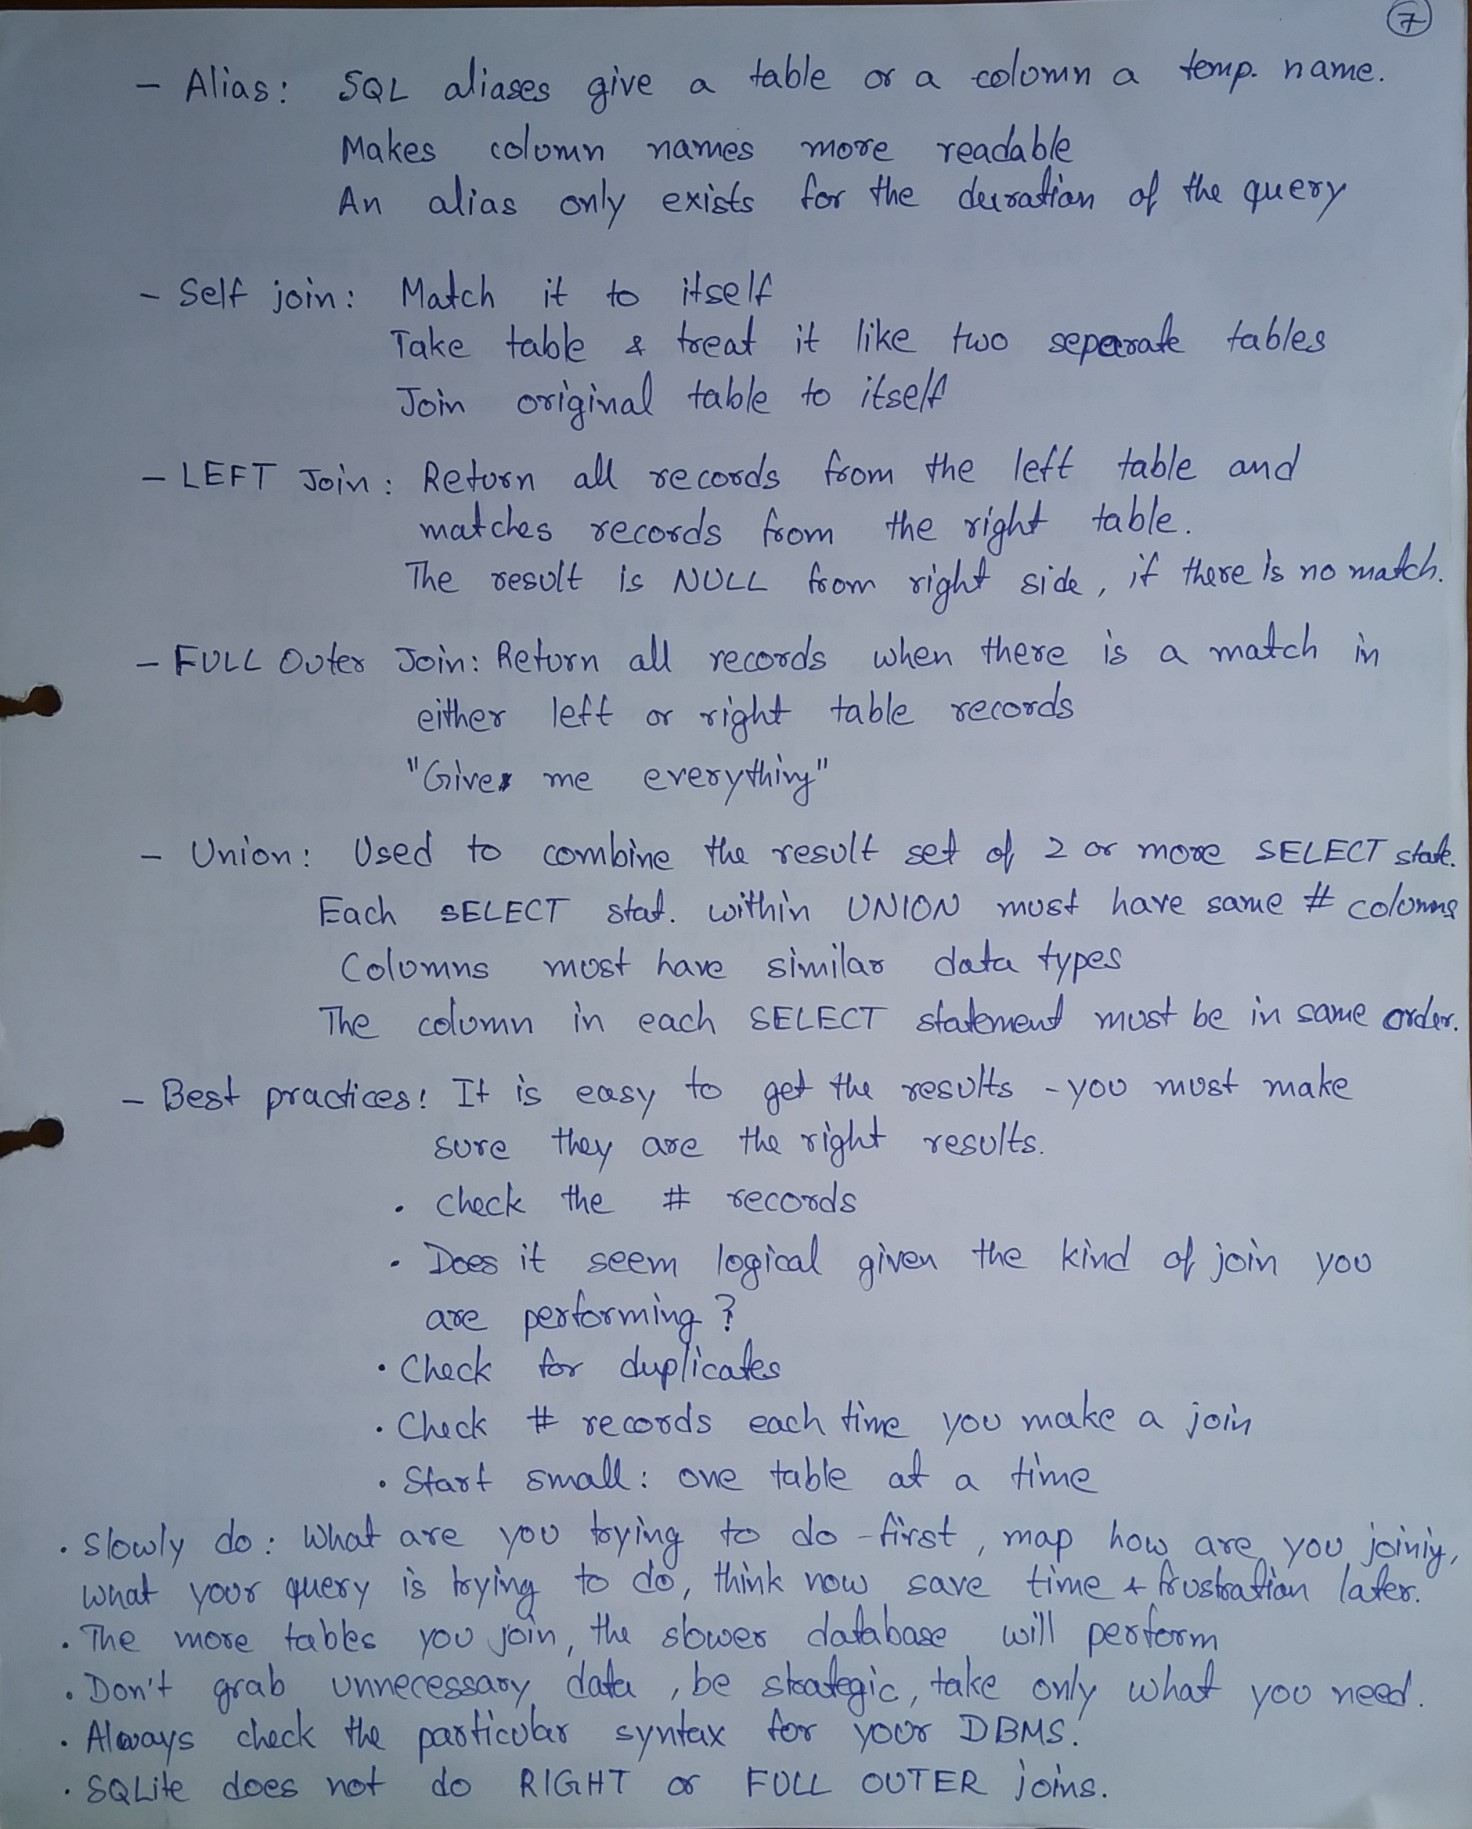 7
- Alias: SQL aliases give a table or a column a temp. name.
Makes column names more readable
An alias only exists for the duration of the query
- Self join: Match it to itself
Take table & treat it like two seperate tables
Join original table to itself
- LEFT Join: Return all records from the left table and
matches records from the right table.
The result is NULL from right side, if there is no match.
- FULL Outer Join: Return all records when there is a match in
either left or right table records
"Give me everything"
- Union: Used to combine the result set of 2 or more SELECT state.
Each SELECT stat. within UNION must have same # columns
Columns must have similar data types
The column in each SELECT statement must be in same order.
- Best practices: It is easy to get the results - you must make
sure they are the right results.
• check the # records
• Does it seem logical given the kind of join you
are performing?
• Check for duplicates
• Check # records each time you make a join
• Start small: one table at a time
• Slowly do: What are you trying to do - first, map how are you joining,
what your query is trying to do, think now save time & frustration later.
• The more tables you join, the slower database will perform
• Don't grab unnecessary data, be strategic, take only what you need.
• Always check the particular syntax for your DBMS.
• SQLite does not do RIGHT or FULL OUTER joins.